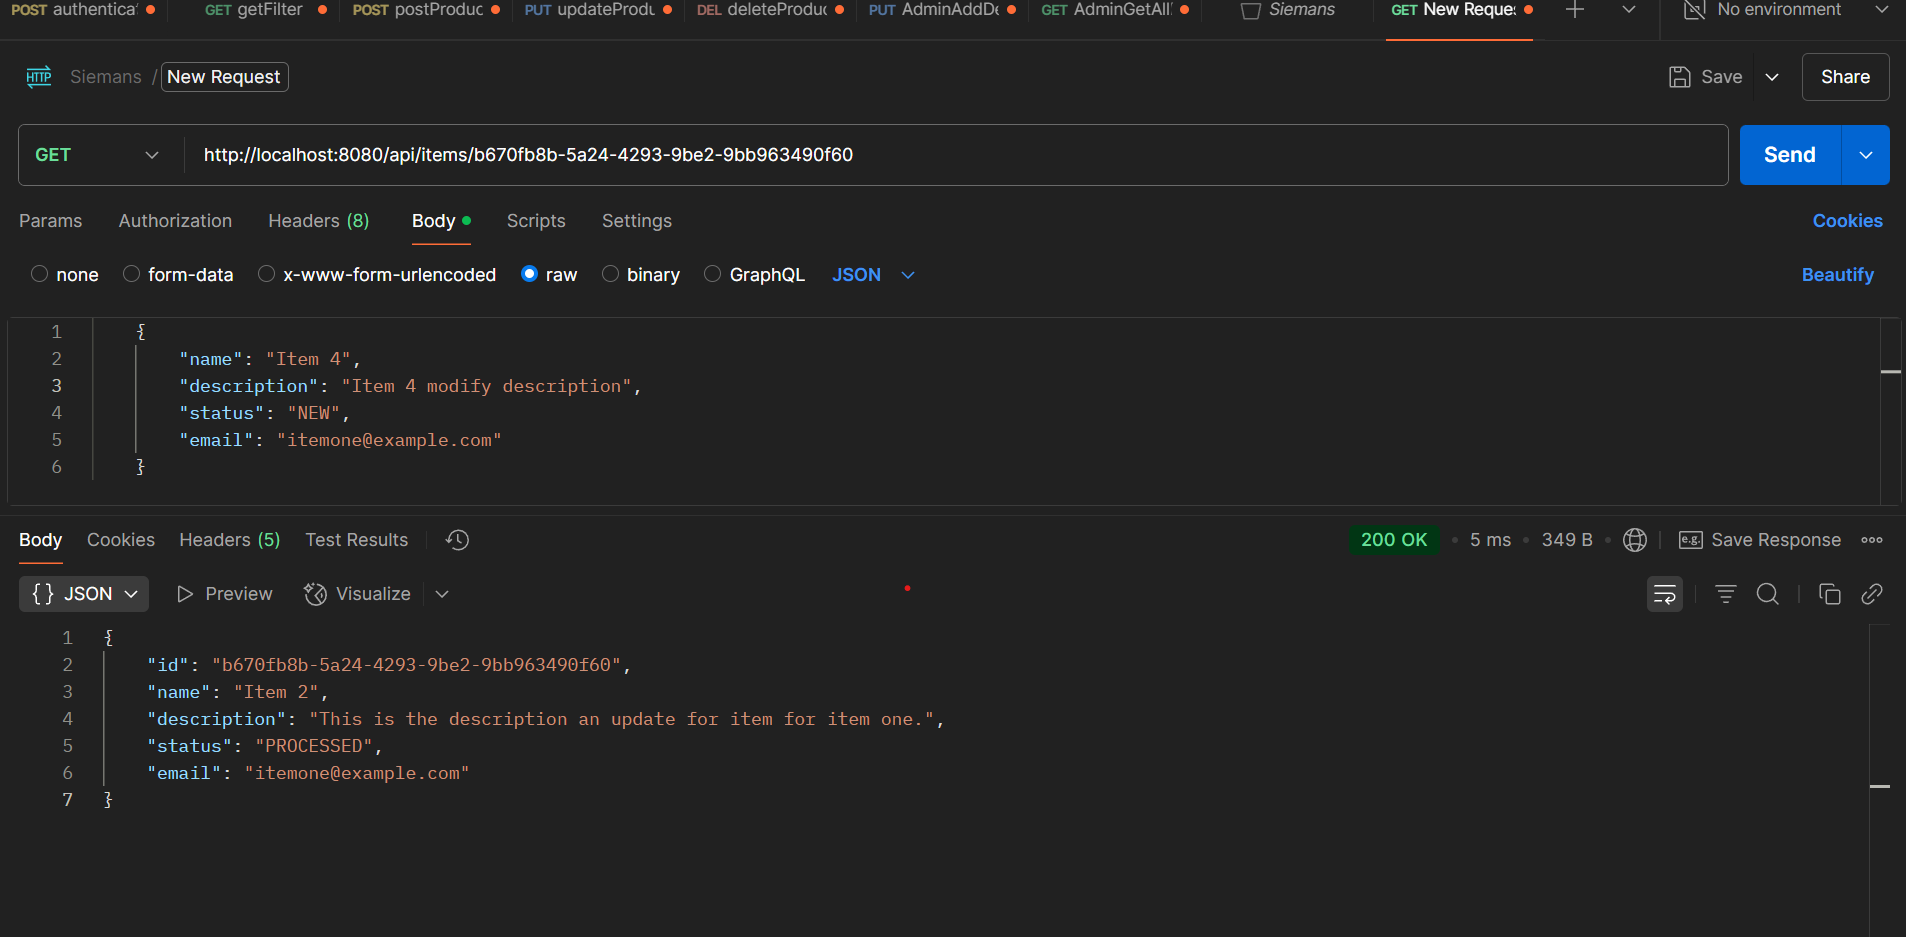 POST authentica
GET getFilter
POST postProduc
PUT updateProdu
DEL deleteProduc
PUT AdminAddDe
GET AdminGetAll
Siemans
GET New Reques
No environment
HTTP Siemans / New Request
Save
Share
GET
http://localhost:8080/api/items/b670fb8b-5a24-4293-9be2-9bb963490f60
Send
Params Authorization Headers (8) Body Scripts Settings
Cookies
none form-data x-www-form-urlencoded raw binary GraphQL JSON
Beautify
1 {
2 "name": "Item 4",
3 "description": "Item 4 modify description",
4 "status": "NEW",
5 "email": "itemone@example.com"
6 }
Body Cookies Headers (5) Test Results
200 OK • 5 ms • 349 B •
e.g. Save Response
{} JSON Preview Visualize
1 {
2 "id": "b670fb8b-5a24-4293-9be2-9bb963490f60",
3 "name": "Item 2",
4 "description": "This is the description an update for item for item one.",
5 "status": "PROCESSED",
6 "email": "itemone@example.com"
7 }